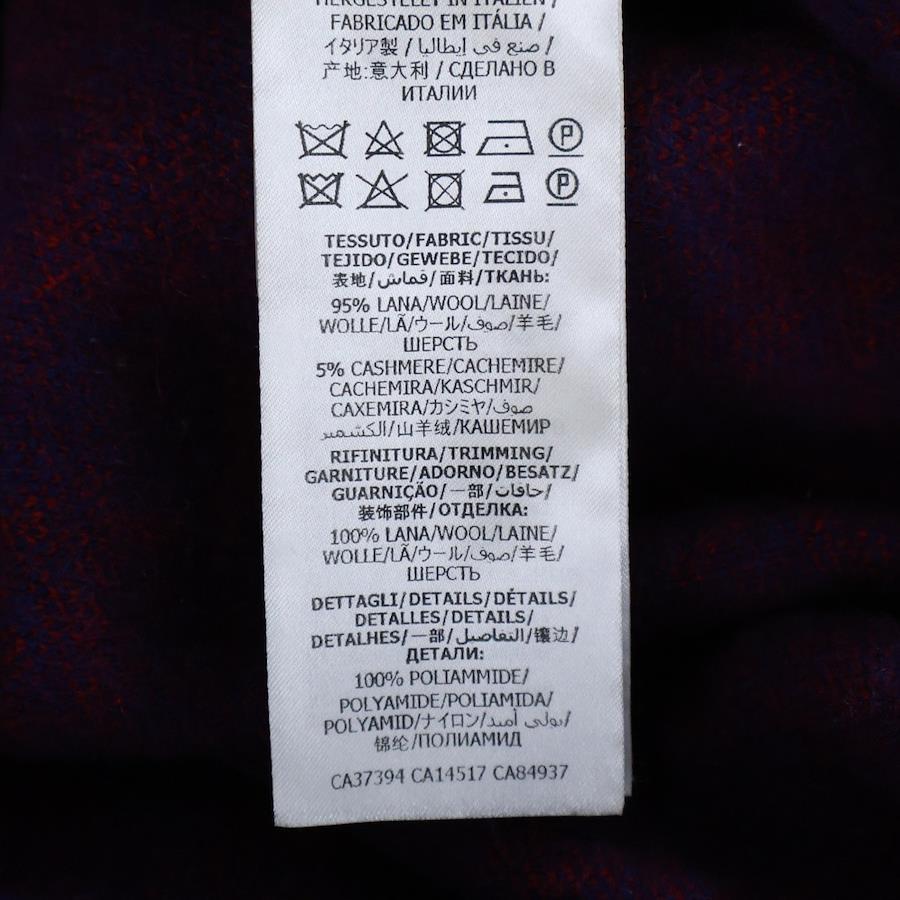 HERGESTELLT IN ITALIEN /
FABRICADO EM ITÁLIA /
イタリア製 / صنع في إيطاليا /
产地:意大利 / СДЕЛАНО В
ИТАЛИИ
P
P
TESSUTO/FABRIC/TISSU/
TEJIDO/GEWEBE/TECIDO/
表地/قماش/面料/ТКАНЬ:
95% LANA/WOOL/LAINE/
WOLLE/LÃ/ウール/صوف/羊毛/
ШЕРСТЬ
5% CASHMERE/CACHEMIRE/
CACHEMIRA/KASCHMIR/
CAXEMIRA/カシミヤ/صوف
الكشمير/山羊绒/КАШЕМИР
RIFINITURA/TRIMMING/
GARNITURE/ADORNO/BESATZ/
GUARNIÇÃO/一部/حافات/
装饰部件/ОТДЕЛКА:
100% LANA/WOOL/LAINE/
WOLLE/LÃ/ウール/صوف/羊毛/
ШЕРСТЬ
DETTAGLI/DETAILS/DÉTAILS/
DETALLES/DETAILS/
DETALHES/一部/التفاصيل/镶边/
ДЕТАЛИ:
100% POLIAMMIDE/
POLYAMIDE/POLIAMIDA/
POLYAMID/ナイロン/بولي أميد/
锦纶/ПОЛИАМИД
CA37394 CA14517 CA84937